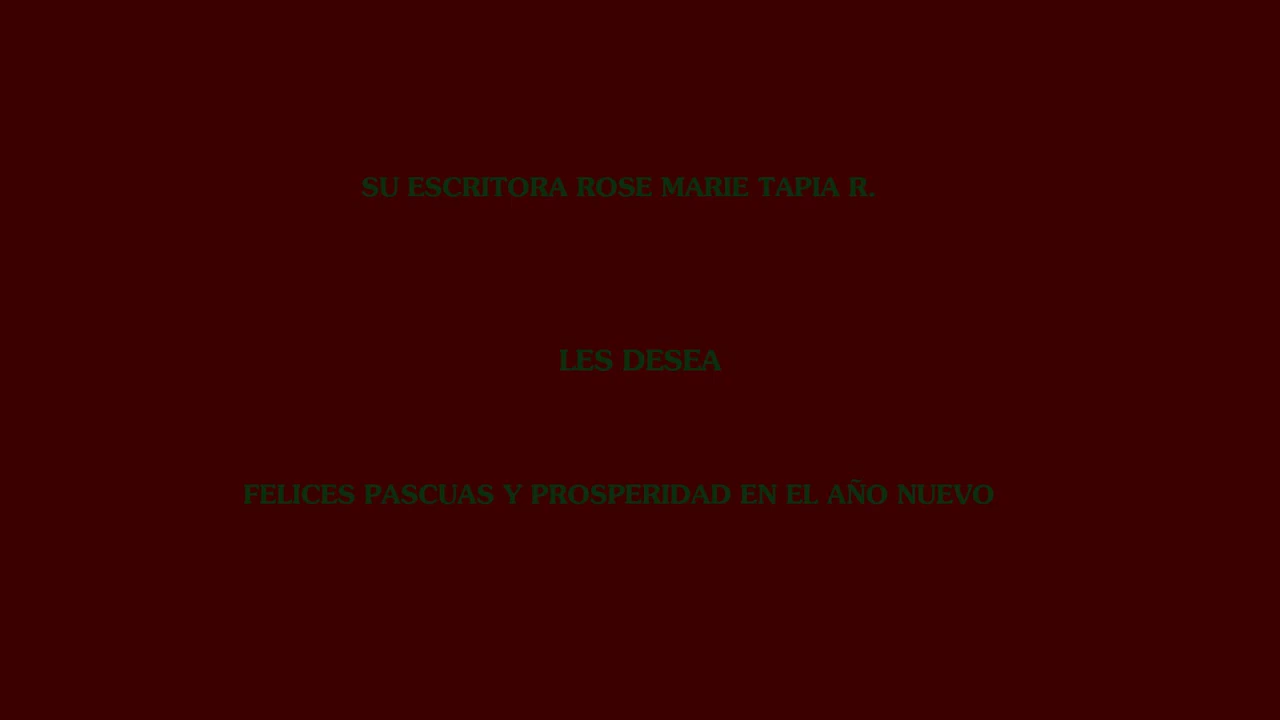 SU ESCRITORA ROSE MARIE TAPIA R.
LES DESEA
FELICES PASCUAS Y PROSPERIDAD EN EL AÑO NUEVO